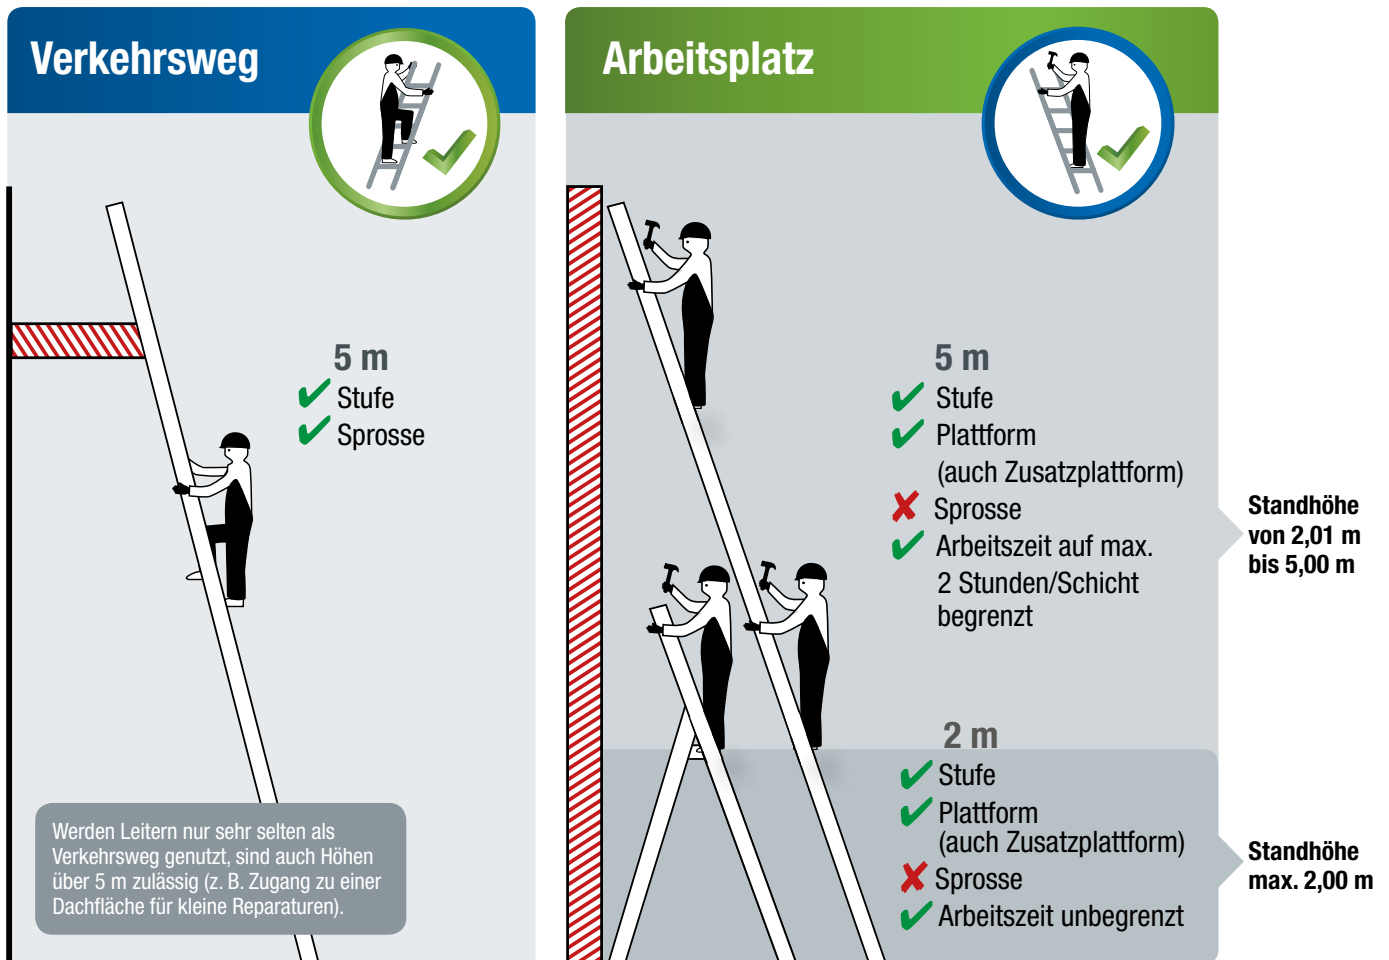 Verkehrsweg
5 m
Stufe
Sprosse
Werden Leitern nur sehr selten als
Verkehrsweg genutzt, sind auch Höhen
über 5 m zulässig (z. B. Zugang zu einer
Dachfläche für kleine Reparaturen).
Arbeitsplatz
5 m
Stufe
Plattform
(auch Zusatzplattform)
Sprosse
Arbeitszeit auf max.
2 Stunden/Schicht
begrenzt
Standhöhe
von 2,01 m
bis 5,00 m
2 m
Stufe
Plattform
(auch Zusatzplattform)
Sprosse
Arbeitszeit unbegrenzt
Standhöhe
max. 2,00 m